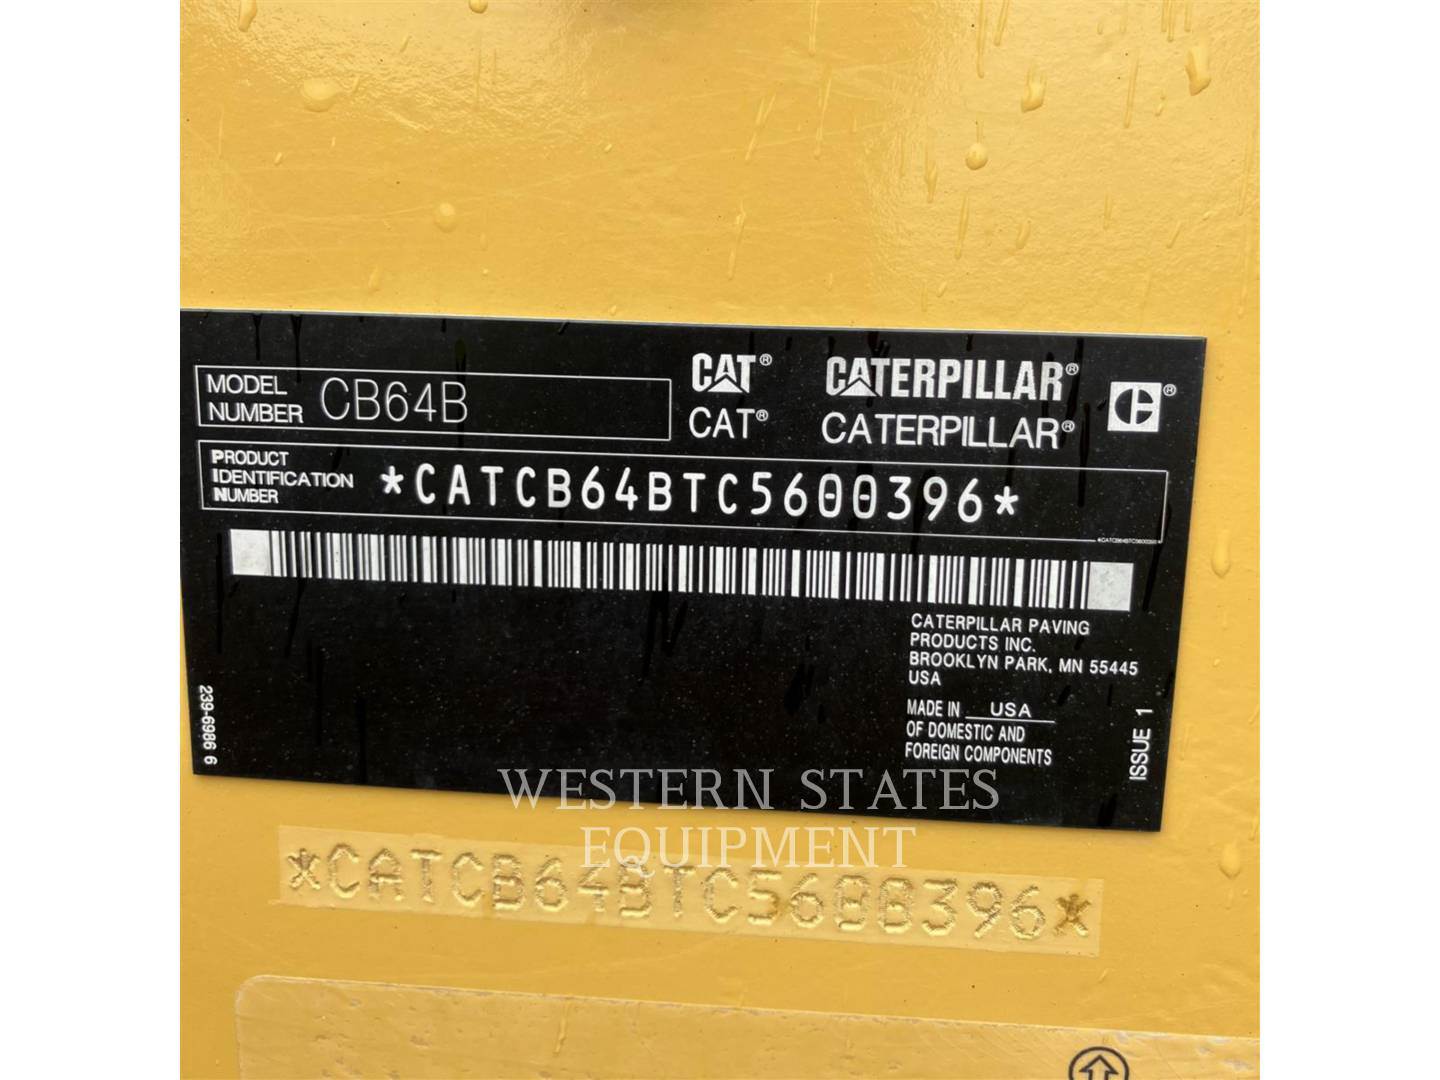 MODEL NUMBER CB64B
CAT® CATERPILLAR®
CAT® CATERPILLAR®
PRODUCT IDENTIFICATION NUMBER *CATCB64BTC5600396*
*CATCB64BTC5600396*
CATERPILLAR PAVING
PRODUCTS INC.
BROOKLYN PARK, MN 55445
USA
MADE IN USA
OF DOMESTIC AND
FOREIGN COMPONENTS
239-6986 6
ISSUE 1
WESTERN STATES
EQUIPMENT
*CATCB64BTC5600396*